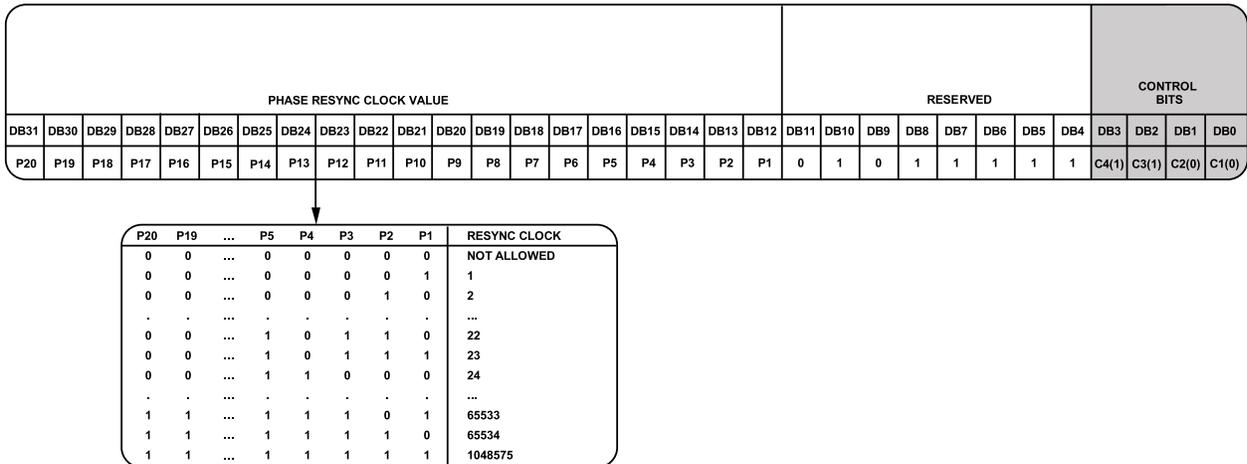 CONTROL
PHASE RESYNC CLOCK VALUE RESERVED BITS
DB31 DB30 DB29 DB28 DB27 DB26 DB25 DB24 DB23 DB22 DB21 DB20 DB19 DB18 DB17 DB16 DB15 DB14 DB13 DB12 DB11 DB10 DB9 DB8 DB7 DB6 DB5 DB4 DB3 DB2 DB1 DB0
P20 P19 P18 P17 P16 P15 P14 P13 P12 P11 P10 P9 P8 P7 P6 P5 P4 P3 P2 P1 0 1 0 1 1 1 1 1 C4(1) C3(1) C2(0) C1(0)
P20 P19 ... P5 P4 P3 P2 P1 RESYNC CLOCK
0 0 ... 0 0 0 0 0 NOT ALLOWED
0 0 ... 0 0 0 0 1 1
0 0 ... 0 0 0 1 0 2
. . ... . . . . . ...
0 0 ... 1 0 1 1 0 22
0 0 ... 1 0 1 1 1 23
0 0 ... 1 1 0 0 0 24
. . ... . . . . . ...
1 1 ... 1 1 1 0 1 65533
1 1 ... 1 1 1 1 0 65534
1 1 ... 1 1 1 1 1 1048575